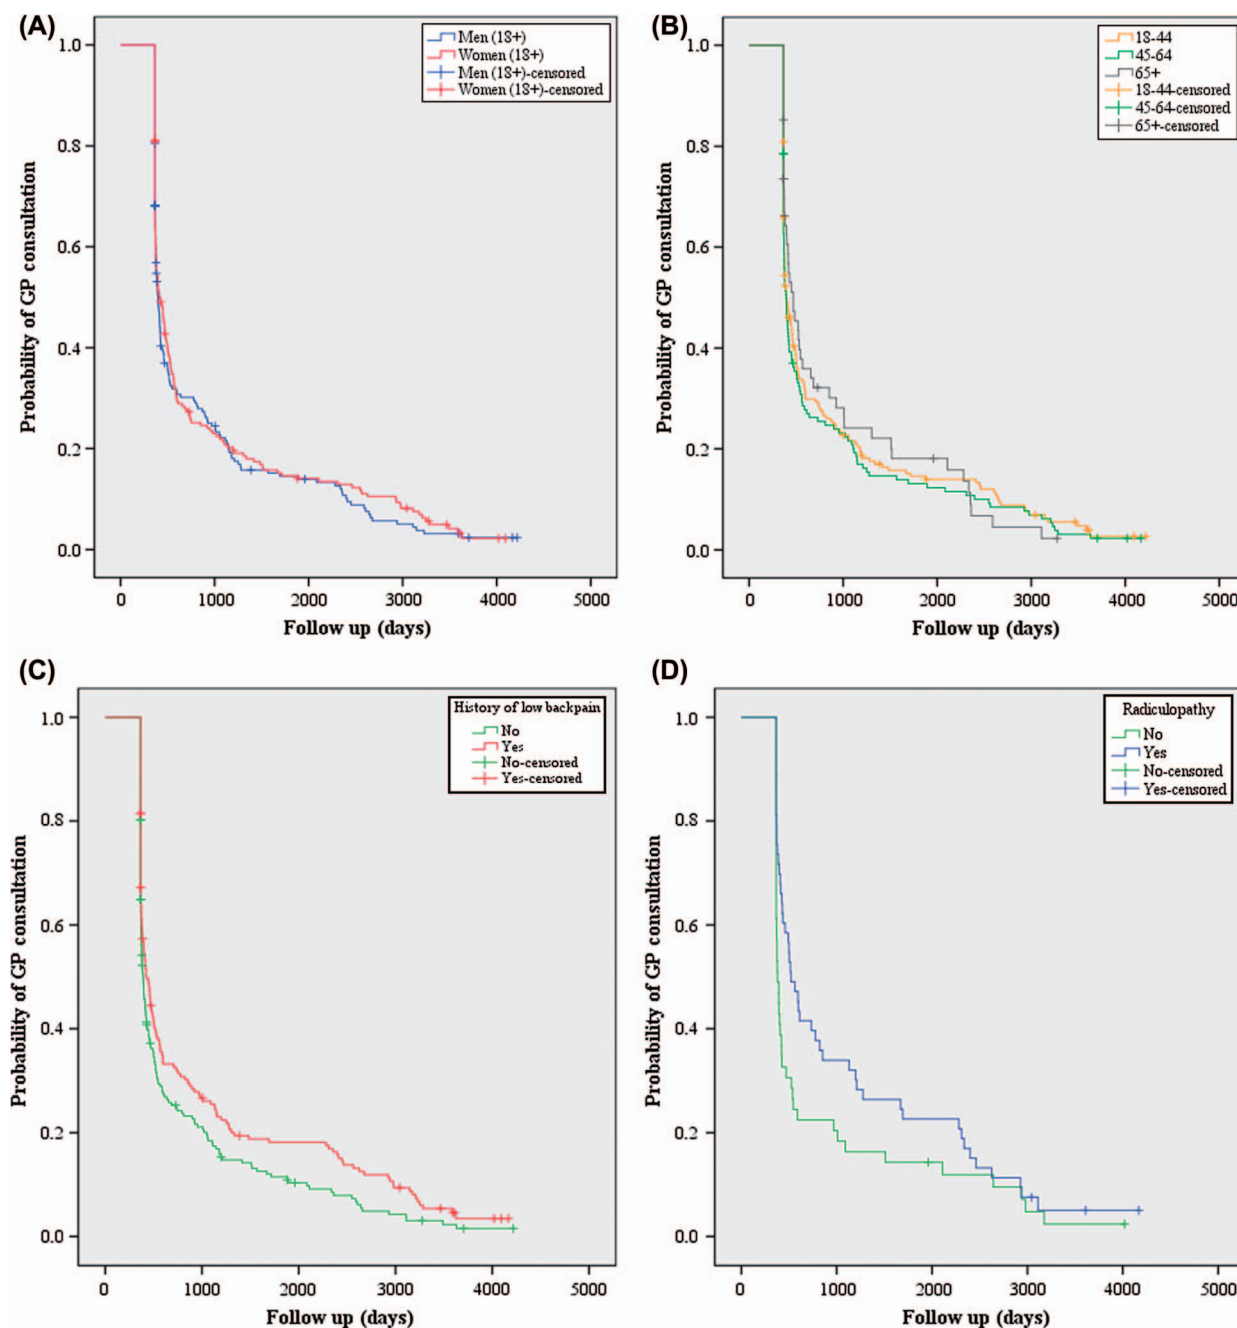 (A)
Men (18+)
Women (18+)
Men (18+)-censored
Women (18+)-censored
1.0
0.8
0.6
0.4
0.2
0.0
Probability of GP consultation
0 1000 2000 3000 4000 5000
Follow up (days)
(B)
18-44
45-64
65+
18-44-censored
45-64-censored
65+-censored
1.0
0.8
0.6
0.4
0.2
0.0
Probability of GP consultation
0 1000 2000 3000 4000 5000
Follow up (days)
(C)
History of low backpain
No
Yes
No-censored
Yes-censored
1.0
0.8
0.6
0.4
0.2
0.0
Probability of GP consultation
0 1000 2000 3000 4000 5000
Follow up (days)
(D)
Radiculopathy
No
Yes
No-censored
Yes-censored
1.0
0.8
0.6
0.4
0.2
0.0
Probability of GP consultation
0 1000 2000 3000 4000 5000
Follow up (days)